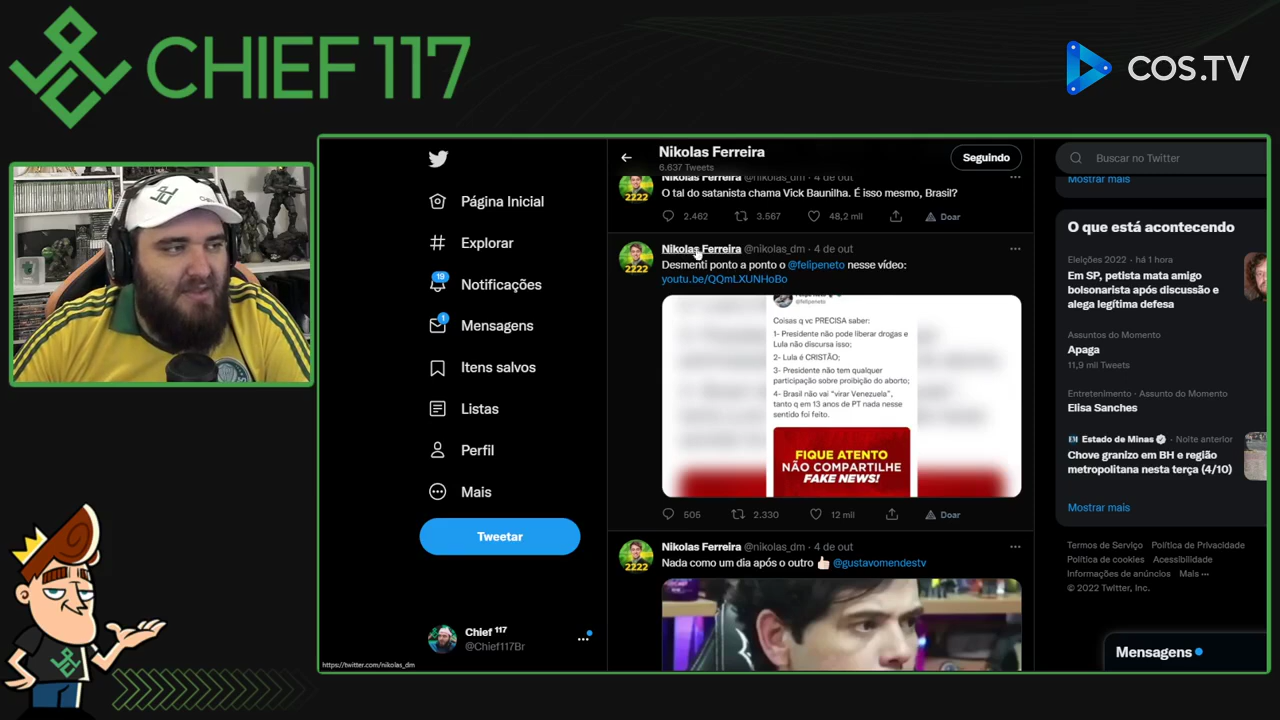 CHIEF 117
COS.TV
Página Inicial
Explorar
19
Notificações
1
Mensagens
Itens salvos
Listas
Perfil
Mais
Tweetar
Chief 117
@Chief117Br
https://twitter.com/nikolas_dm
Nikolas Ferreira
6.637 Tweets
Seguindo
Nikolas Ferreira @nikolas_dm · 4 de out
2222
O tal do satanista chama Vick Baunilha. É isso mesmo, Brasil?
2.462 3.567 48,2 mil Doar
Nikolas Ferreira @nikolas_dm · 4 de out
2222
Desmenti ponto a ponto o @felipeneto nesse vídeo:
youtu.be/QQmLXUNHoBo
@felipeneto
Coisas q vc PRECISA saber:
1- Presidente não pode liberar drogas e
Lula não discursa isso;
2- Lula é CRISTÃO;
3- Presidente não tem qualquer
participação sobre proibição do aborto;
4- Brasil não vai "virar Venezuela",
tanto q em 13 anos de PT nada nesse
sentido foi feito.
FIQUE ATENTO
NÃO COMPARTILHE
FAKE NEWS!
505 2.330 12 mil Doar
Nikolas Ferreira @nikolas_dm · 4 de out
2222
Nada como um dia após o outro 👍🏻 @gustavomendestv
Buscar no Twitter
Mostrar mais
O que está acontecendo
Eleições 2022 · há 1 hora
Em SP, petista mata amigo
bolsonarista após discussão e
alega legítima defesa
Assuntos do Momento
Apaga
11,9 mil Tweets
Entretenimento · Assunto do Momento
Elisa Sanches
Estado de Minas · Noite anterior
Chove granizo em BH e região
metropolitana nesta terça (4/10)
Mostrar mais
Termos de Serviço Política de Privacidade
Política de cookies Acessibilidade
Informações de anúncios Mais ···
© 2022 Twitter, Inc.
Mensagens